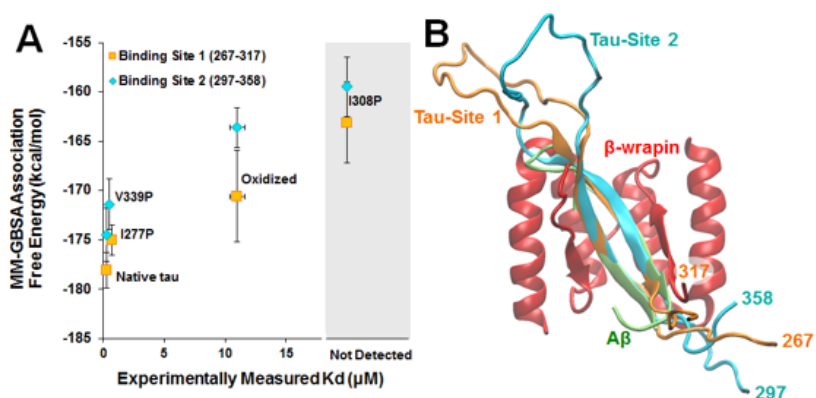 A
MM-GBSA Association
Free Energy (kcal/mol)
-155
-160
-165
-170
-175
-180
-185
Binding Site 1 (267-317)
Binding Site 2 (297-358)
I308P
Oxidized
V339P
I277P
Native tau
0
5
10
15
Not Detected
Experimentally Measured Kd (µM)
B
Tau-Site 2
Tau-Site 1
β-wrapin
317
358
Aβ
267
297